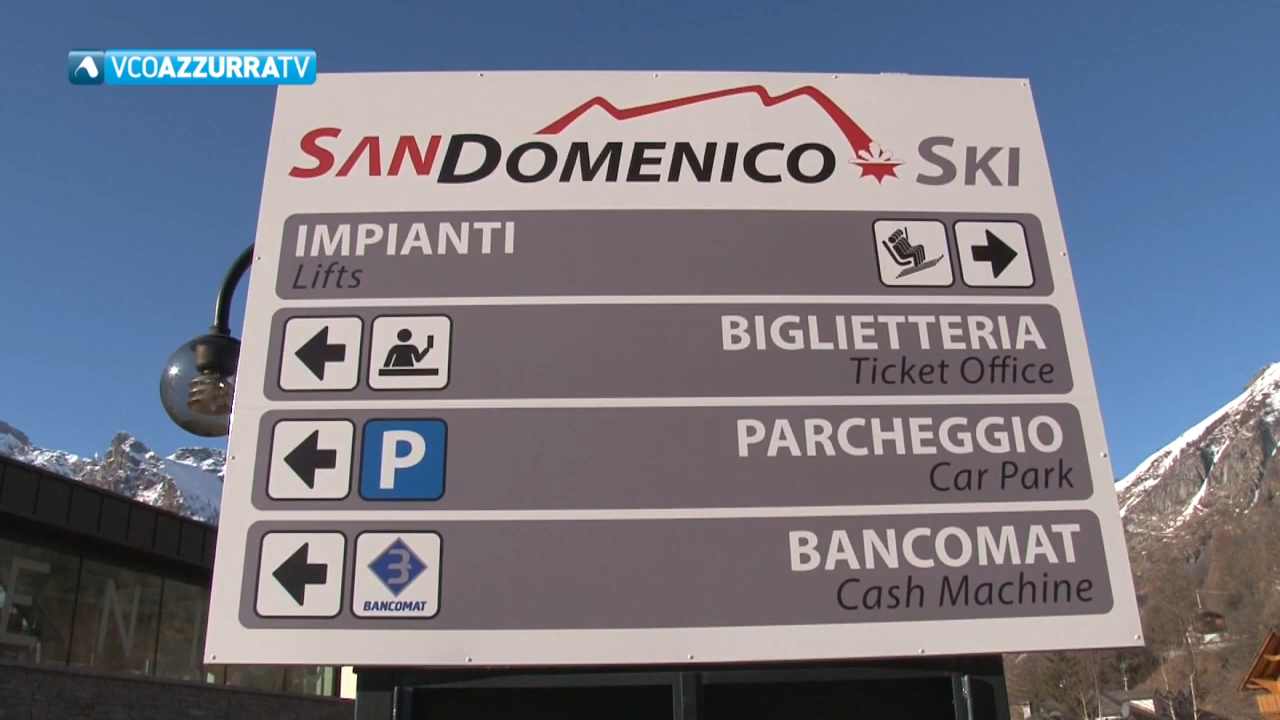 VCOAZZURRATV
SANDOMENICO SKI
IMPIANTI
Lifts
BIGLIETTERIA
Ticket Office
P
PARCHEGGIO
Car Park
BANCOMAT
BANCOMAT
Cash Machine
E N T